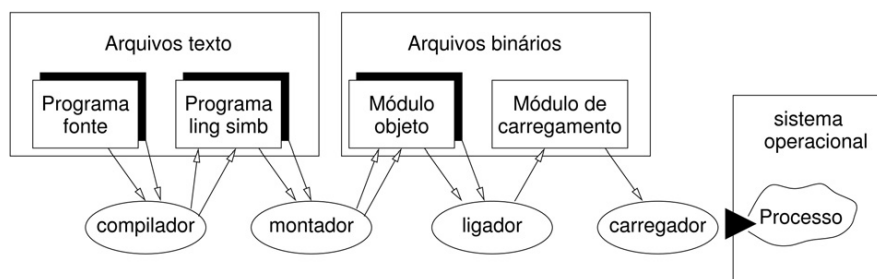 Arquivos texto
Programa
fonte
Programa
ling simb
Arquivos binários
Módulo
objeto
Módulo de
carregamento
sistema
operacional
Processo
compilador
montador
ligador
carregador